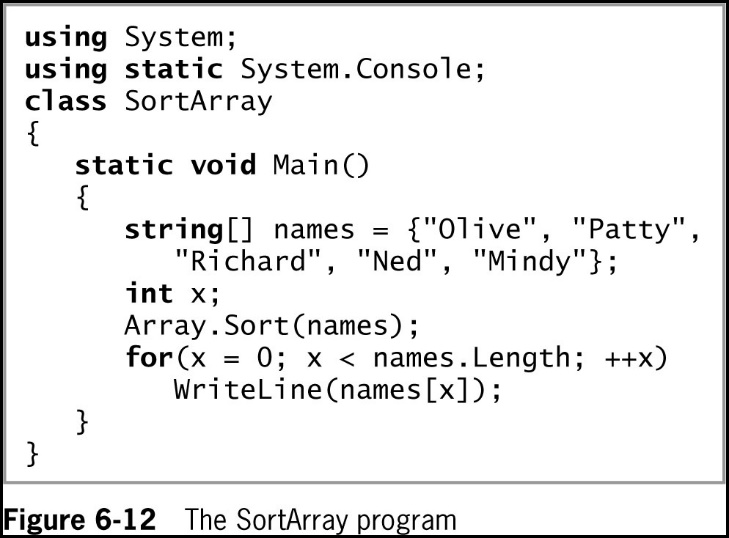 using System;
using static System.Console;
class SortArray
{
   static void Main()
   {
      string[] names = {"Olive", "Patty",
         "Richard", "Ned", "Mindy"};
      int x;
      Array.Sort(names);
      for(x = 0; x < names.Length; ++x)
         WriteLine(names[x]);
   }
}
Figure 6-12 The SortArray program